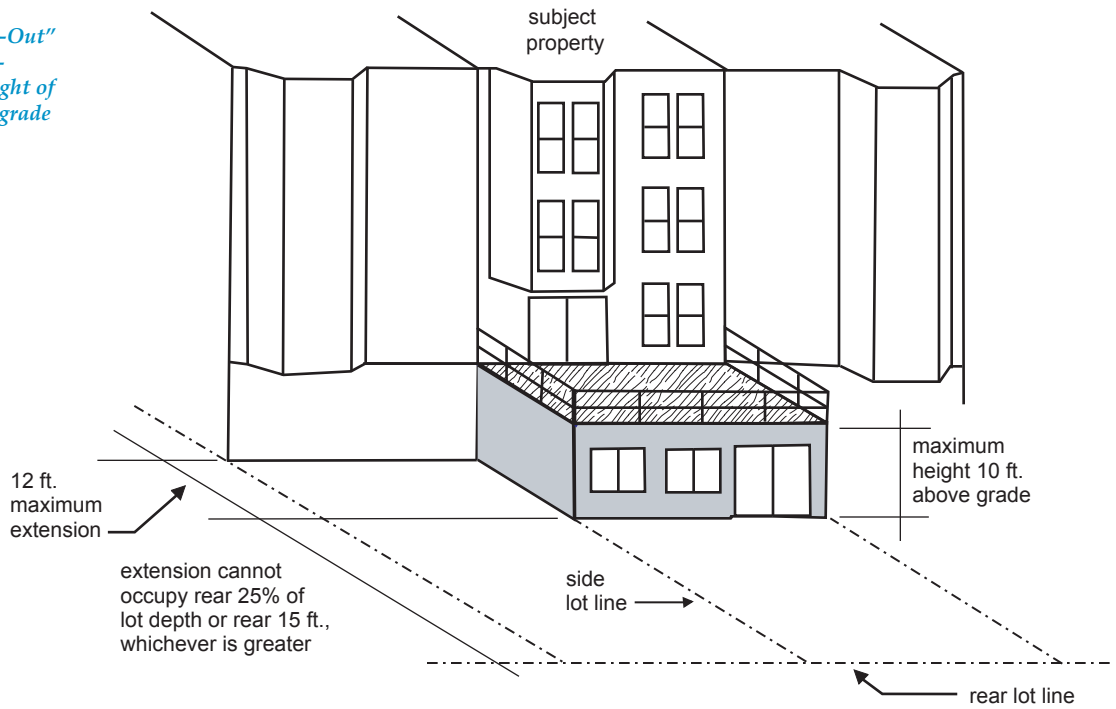 -Out"
-
ght of
grade
subject
property
12 ft.
maximum
extension
maximum
height 10 ft.
above grade
extension cannot
occupy rear 25% of
lot depth or rear 15 ft.,
whichever is greater
side
lot line
rear lot line